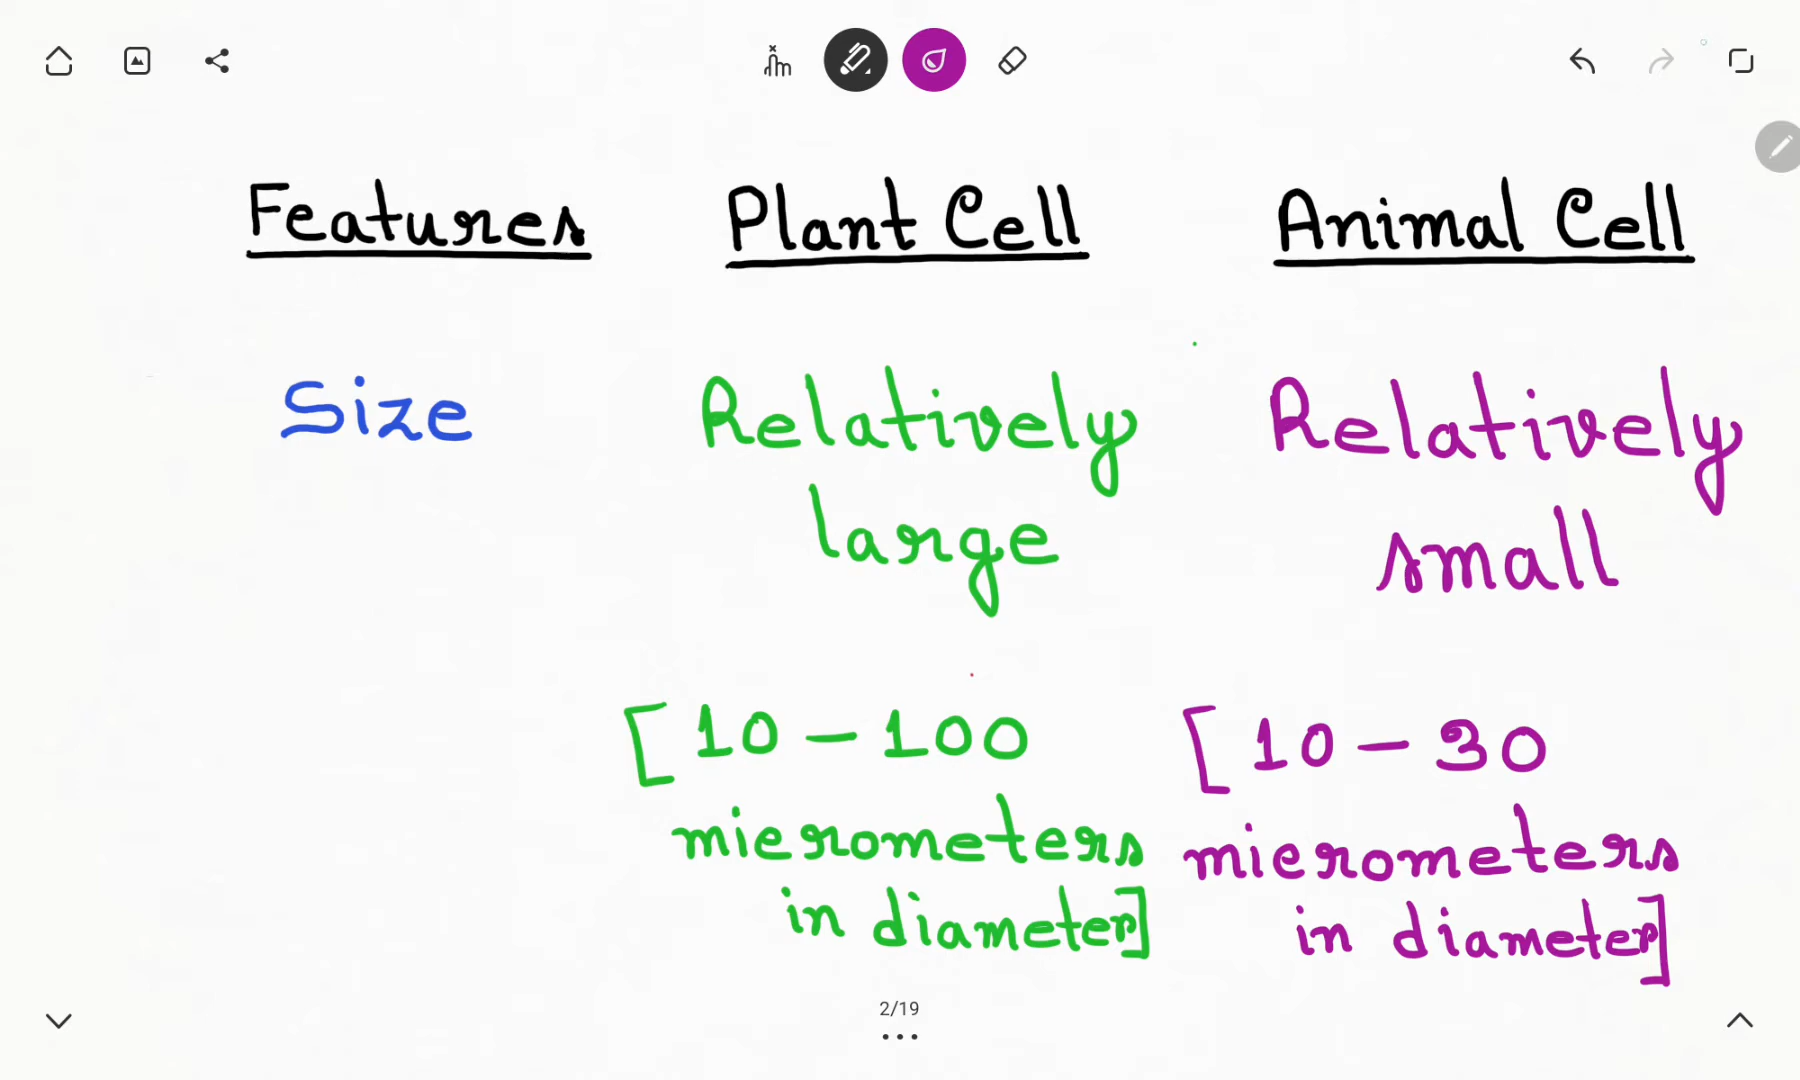 Features Plant Cell Animal Cell
Size Relatively large Relatively small
[10 – 100 micrometers in diameter] [10 – 30 micrometers in diameter]
2/19